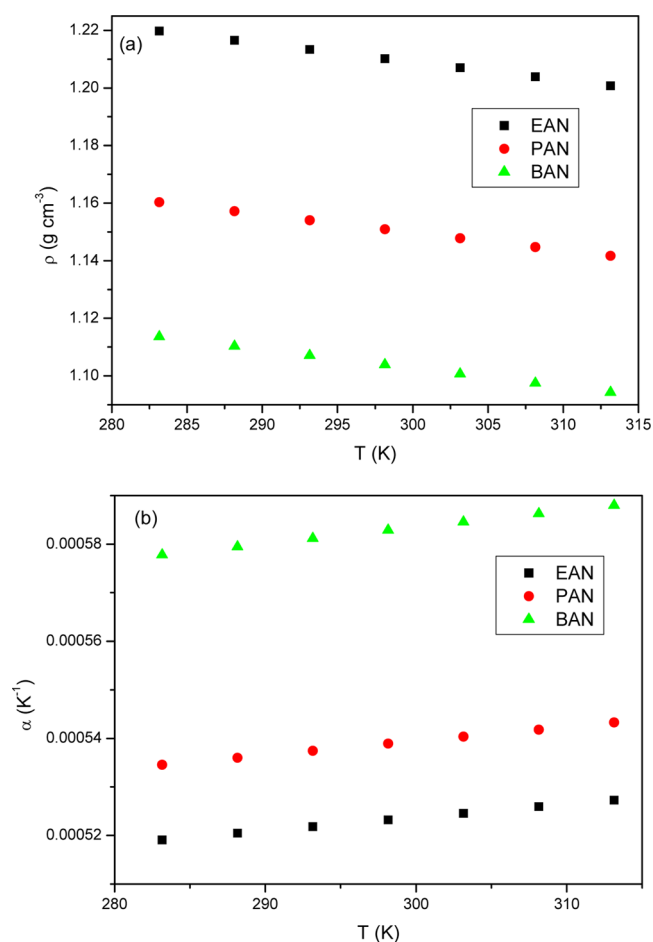 (a)
1.22
1.20
1.18
1.16
1.14
1.12
1.10
ρ (g cm⁻³)
EAN
PAN
BAN
280 285 290 295 300 305 310 315
T (K)
(b)
0.00058
0.00056
0.00054
0.00052
α (K⁻¹)
EAN
PAN
BAN
280 290 300 310
T (K)